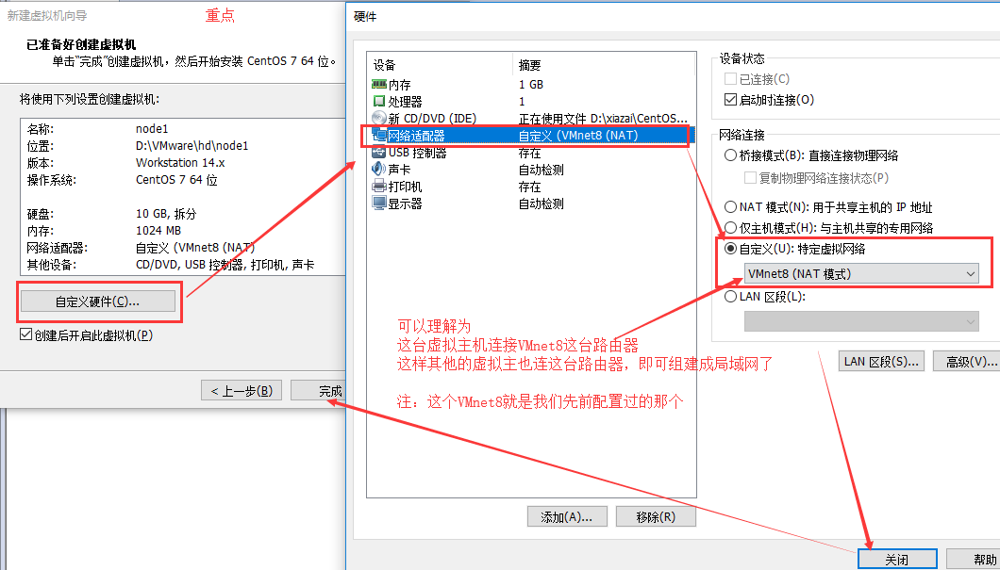 新建虚拟机向导
重点
已准备好创建虚拟机
单击"完成"创建虚拟机，然后开始安装 CentOS 7 64 位。
将使用下列设置创建虚拟机:
名称: node1
位置: D:\VMware\hd\node1
版本: Workstation 14.x
操作系统: CentOS 7 64 位
硬盘: 10 GB, 拆分
内存: 1024 MB
网络适配器: 自定义 (VMnet8 (NAT)
其他设备: CD/DVD, USB 控制器, 打印机, 声卡
自定义硬件(C)...
创建后开启此虚拟机(P)
< 上一步(B)
完成
硬件
设备 摘要
内存 1 GB
处理器 1
新 CD/DVD (IDE) 正在使用文件 D:\xiazai\CentOS...
网络适配器 自定义 (VMnet8 (NAT)
USB 控制器 存在
声卡 自动检测
打印机 存在
显示器 自动检测
可以理解为
这台虚拟主机连接VMnet8这台路由器
这样其他的虚拟主也连这台路由器，即可组建成局域网了
注：这个VMnet8就是我们先前配置过的那个
添加(A)...
移除(R)
设备状态
已连接(C)
启动时连接(O)
网络连接
桥接模式(B): 直接连接物理网络
复制物理网络连接状态(P)
NAT 模式(N): 用于共享主机的 IP 地址
仅主机模式(H): 与主机共享的专用网络
自定义(U): 特定虚拟网络
VMnet8 (NAT 模式)
LAN 区段(L):
LAN 区段(S)...
高级(V)...
关闭
帮助